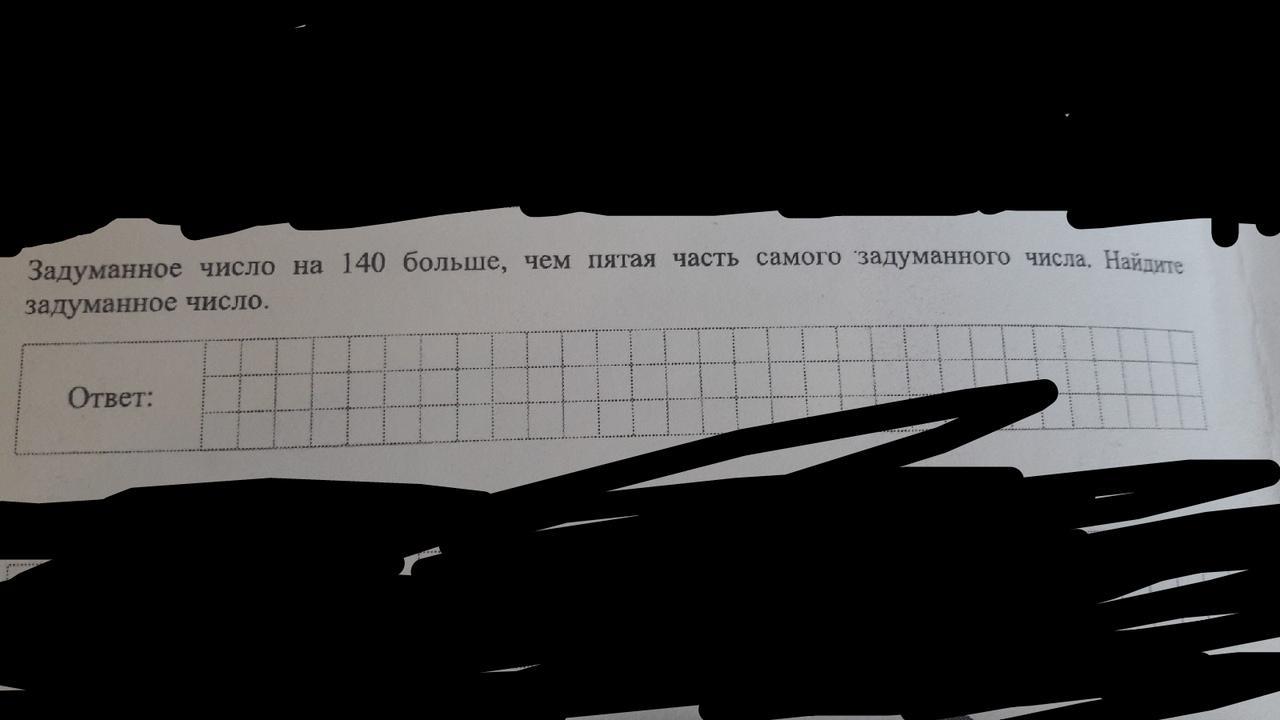 Задуманное число на 140 больше, чем пятая часть самого задуманного числа. Найдите
задуманное число.
Ответ: